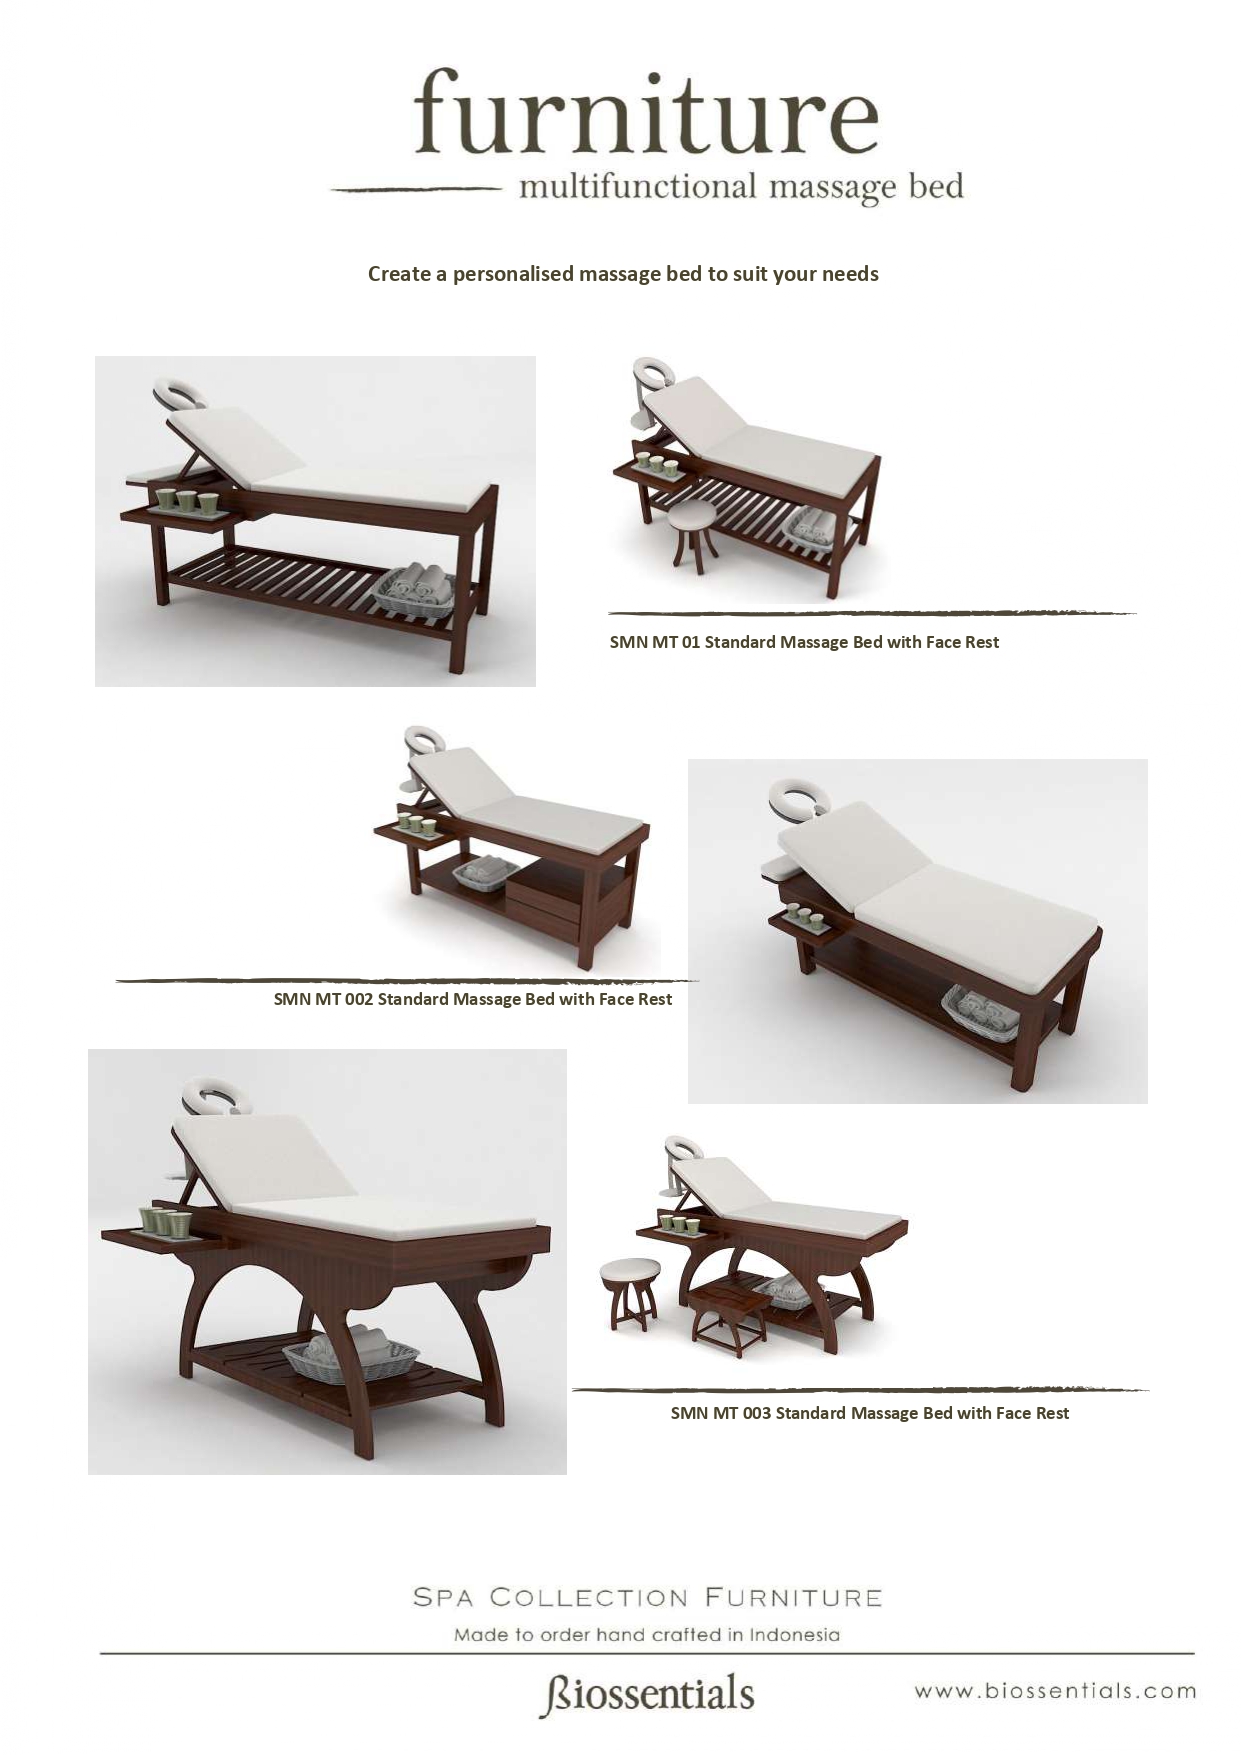 furniture
multifunctional massage bed
Create a personalised massage bed to suit your needs
SMN MT 01 Standard Massage Bed with Face Rest
SMN MT 002 Standard Massage Bed with Face Rest
SMN MT 003 Standard Massage Bed with Face Rest
SPA COLLECTION FURNITURE
Made to order hand crafted in Indonesia
Biossentials
www.biossentials.com